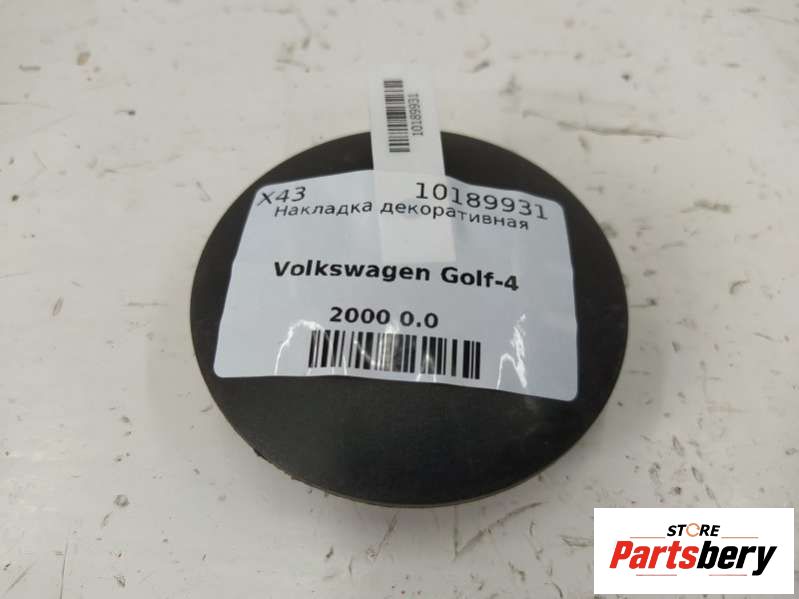 10189931
X43 10189931
Накладка декоративная
Volkswagen Golf-4
2000 0.0
STORE
Partsbery